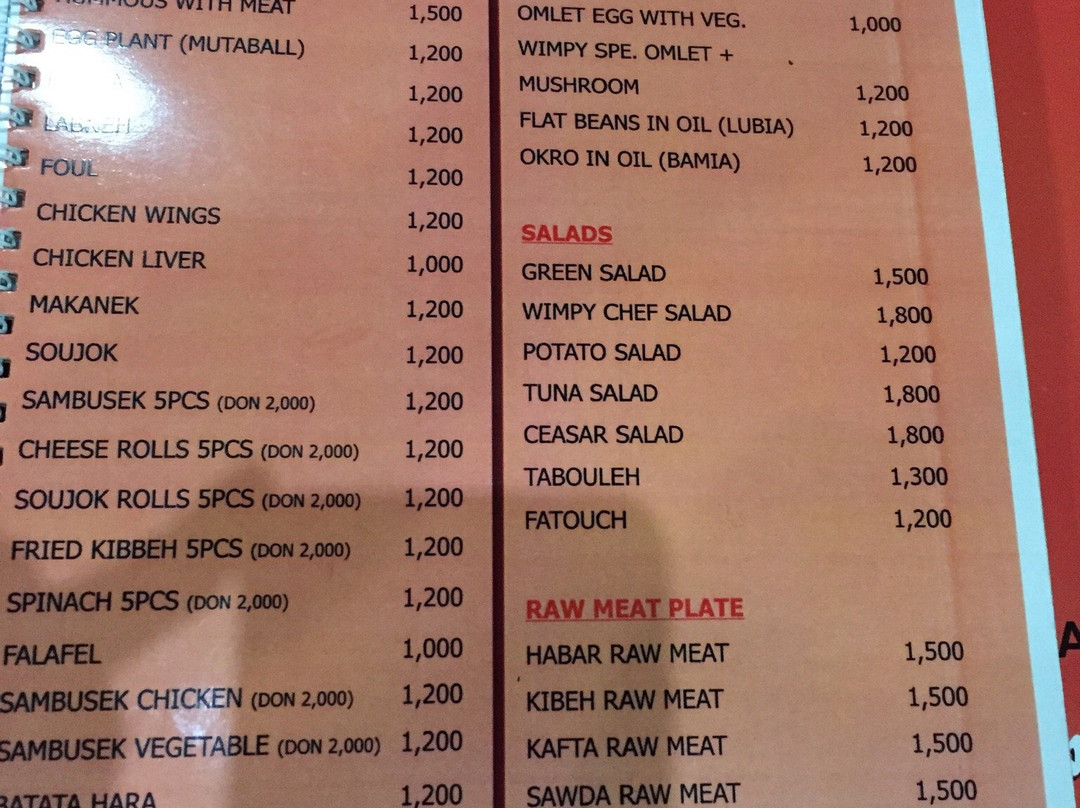 HUMMOUS WITH MEAT 1,500
EGG PLANT (MUTABALL) 1,200
1,200
LABNEH 1,200
FOUL 1,200
CHICKEN WINGS 1,200
CHICKEN LIVER 1,000
MAKANEK 1,200
SOUJOK 1,200
SAMBUSEK 5PCS (DON 2,000) 1,200
CHEESE ROLLS 5PCS (DON 2,000) 1,200
SOUJOK ROLLS 5PCS (DON 2,000) 1,200
FRIED KIBBEH 5PCS (DON 2,000) 1,200
SPINACH 5PCS (DON 2,000) 1,200
FALAFEL 1,000
SAMBUSEK CHICKEN (DON 2,000) 1,200
SAMBUSEK VEGETABLE (DON 2,000) 1,200
BATATA HARA 1,200
OMLET EGG WITH VEG. 1,000
WIMPY SPE. OMLET +
MUSHROOM 1,200
FLAT BEANS IN OIL (LUBIA) 1,200
OKRO IN OIL (BAMIA) 1,200
SALADS
GREEN SALAD 1,500
WIMPY CHEF SALAD 1,800
POTATO SALAD 1,200
TUNA SALAD 1,800
CEASAR SALAD 1,800
TABOULEH 1,300
FATOUCH 1,200
RAW MEAT PLATE
HABAR RAW MEAT 1,500
KIBEH RAW MEAT 1,500
KAFTA RAW MEAT 1,500
SAWDA RAW MEAT 1,500